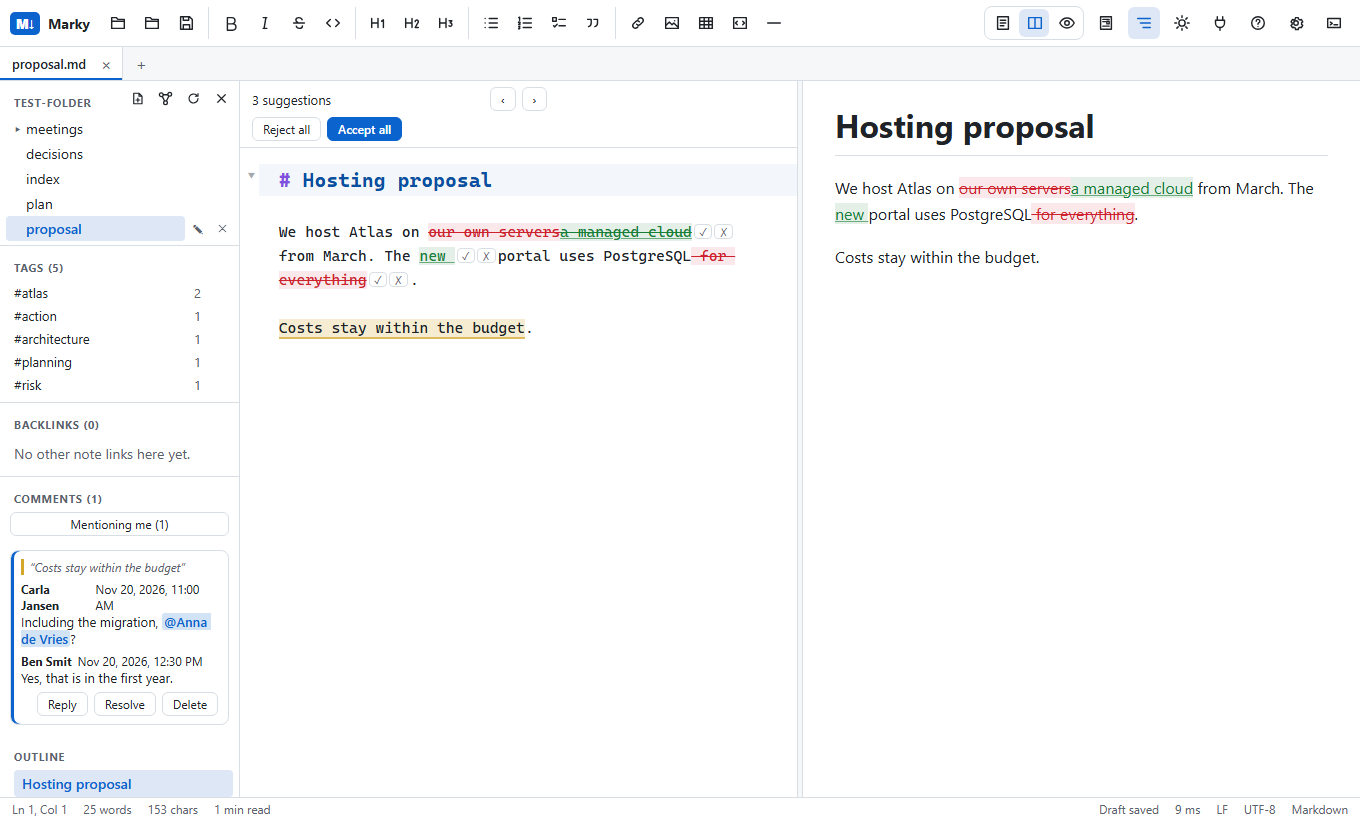 M↓ Marky B I S <> H1 H2 H3
proposal.md × +
TEST-FOLDER
meetings
decisions
index
plan
proposal
TAGS (5)
#atlas 2
#action 1
#architecture 1
#planning 1
#risk 1
BACKLINKS (0)
No other note links here yet.
COMMENTS (1)
Mentioning me (1)
“Costs stay within the budget”
Carla Jansen Nov 20, 2026, 11:00 AM
Including the migration, @Anna
de Vries?
Ben Smit Nov 20, 2026, 12:30 PM
Yes, that is in the first year.
Reply Resolve Delete
OUTLINE
Hosting proposal
3 suggestions ‹ ›
Reject all Accept all
# Hosting proposal
We host Atlas on our own serversa managed cloud ✓ X
from March. The new ✓ X portal uses PostgreSQL for
everything ✓ X .
Costs stay within the budget.
Hosting proposal
We host Atlas on our own serversa managed cloud from March. The
new portal uses PostgreSQL for everything.
Costs stay within the budget.
Ln 1, Col 1 25 words 153 chars 1 min read Draft saved 9 ms LF UTF-8 Markdown